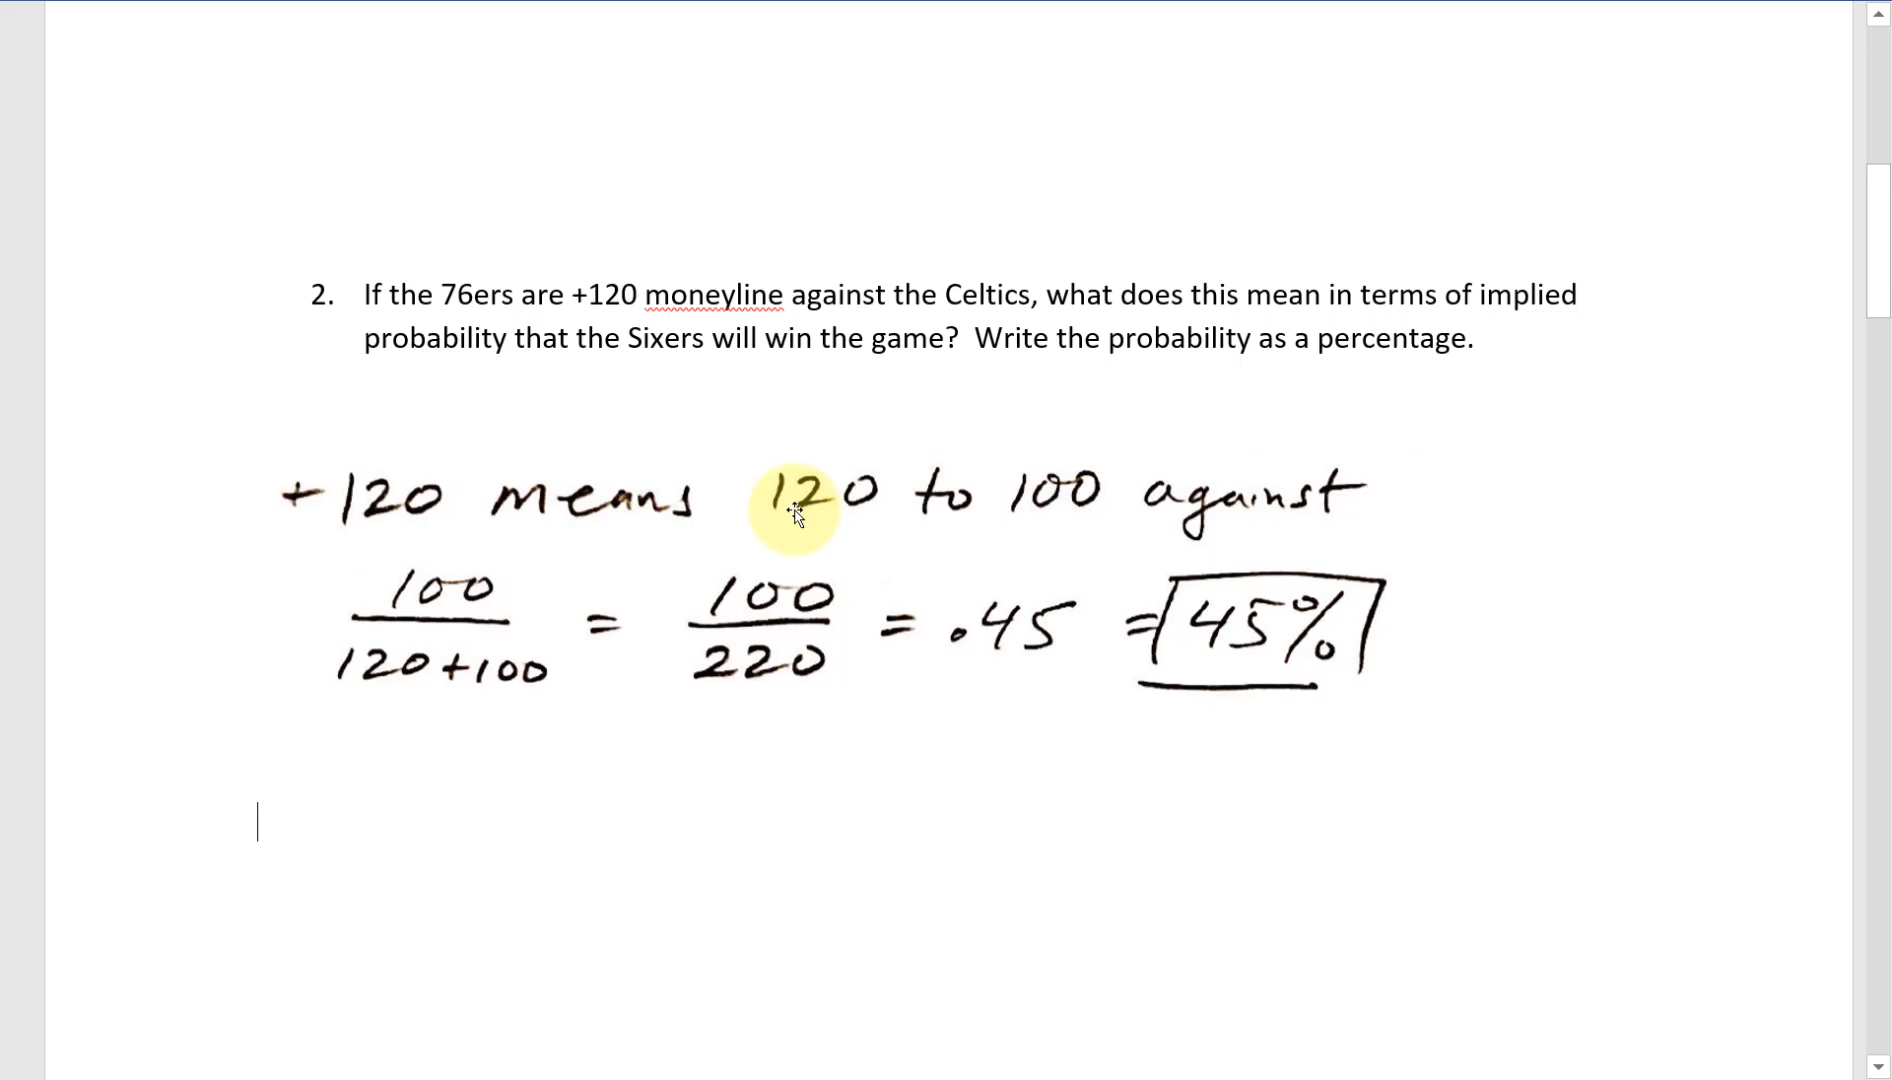 2. If the 76ers are +120 moneyline against the Celtics, what does this mean in terms of implied
probability that the Sixers will win the game? Write the probability as a percentage.
+120 means 120 to 100 against
100/120+100 = 100/220 = .45 = 45%